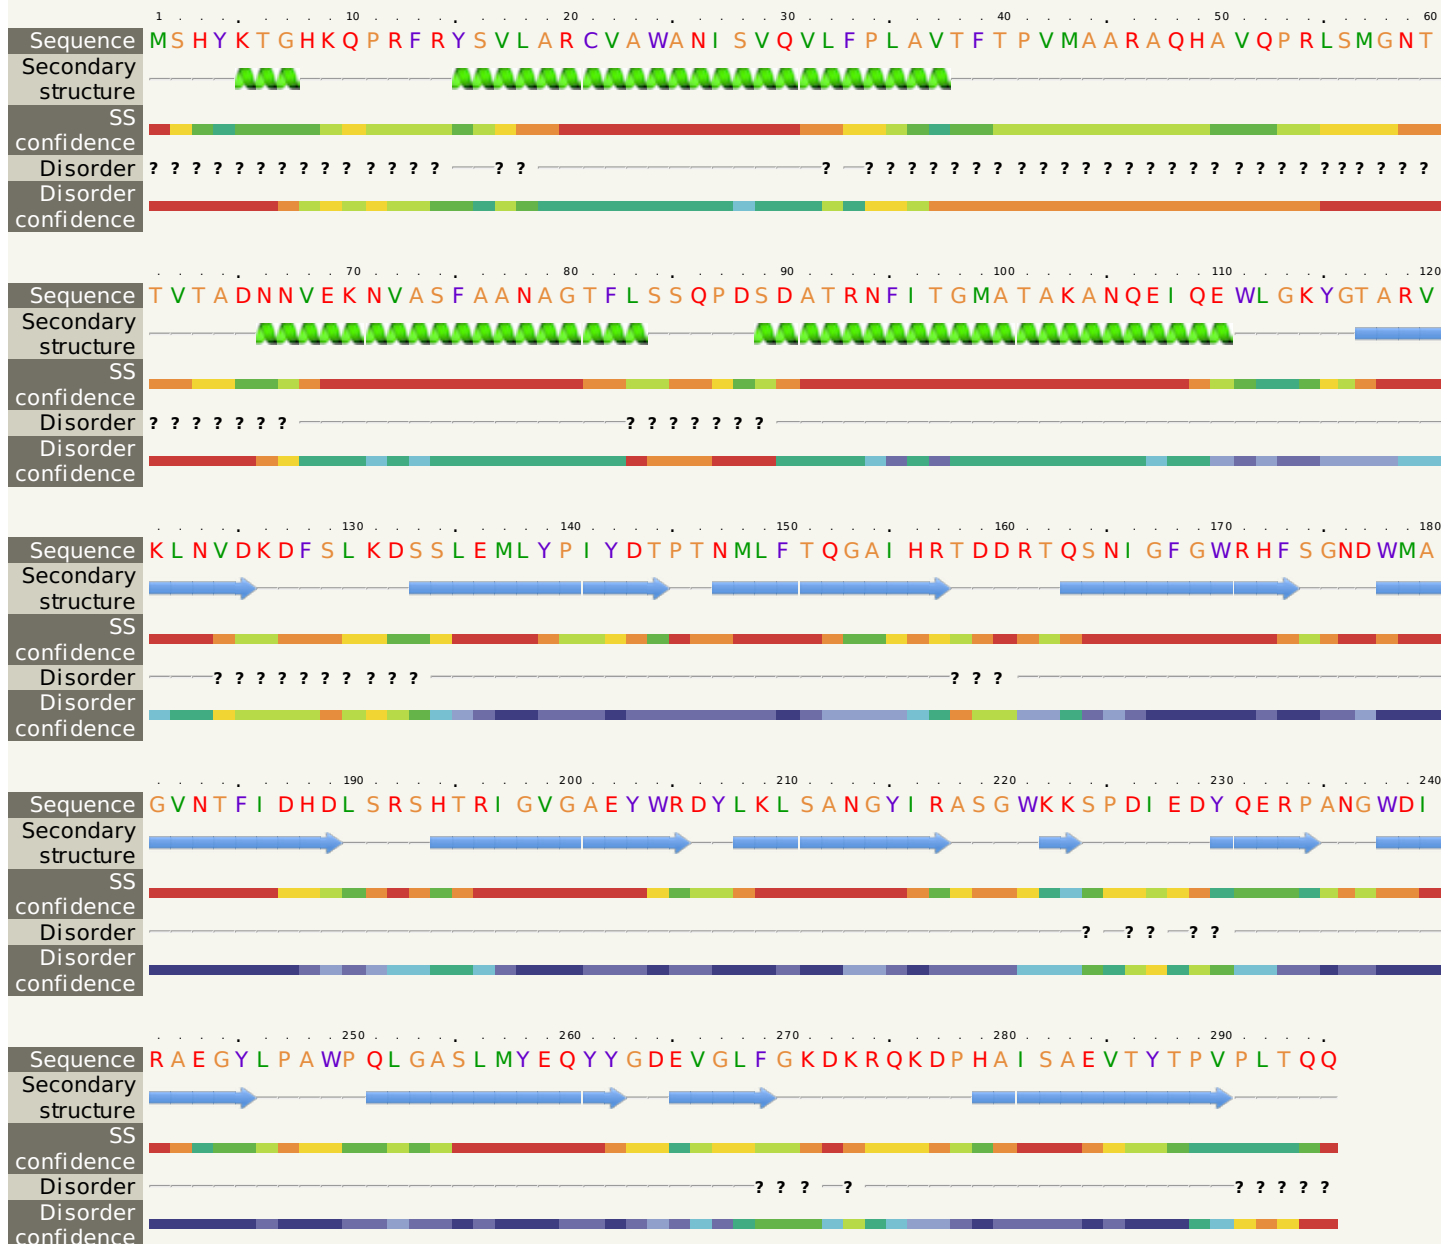 1 10 20 30 40 50 60
Sequence MSHYKTGHKQPRFRYSVLARCVAWANISVQVLFPLAVTFTPVMAARAQHAVQPRLSMGNT
Secondary
structure
SS
confidence
Disorder ? ? ? ? ? ? ? ? ? ? ? ? ? ? ? ? ? ? ? ? ? ? ? ? ? ? ? ? ? ? ? ? ? ? ? ? ? ? ? ? ? ? ? ?
Disorder
confidence
70 80 90 100 110 120
Sequence TVTADNNVEKNVASFAANAGTFLSSQPDSDATRNFITGMATAKANQEIQEWLGKYGTARV
Secondary
structure
SS
confidence
Disorder ? ? ? ? ? ? ? ? ? ? ? ? ? ?
Disorder
confidence
130 140 150 160 170 180
Sequence KLNVDKDFSLKDSSLEMLYPIYDTPTNMLFTQGAIHRTDDRTQSNIGFGWRHFSGNDWMA
Secondary
structure
SS
confidence
Disorder ? ? ? ? ? ? ? ? ? ? ? ? ?
Disorder
confidence
190 200 210 220 230 240
Sequence GVNTFIDHDLSRSHTRIGVGAEYWRDYLKLSANGYIRASGWKKSPDIEDYQERPANGWDI
Secondary
structure
SS
confidence
Disorder ? ? ? ? ?
Disorder
confidence
250 260 270 280 290
Sequence RAEGYLPAWPQLGASLMYEQYYGDEVGLFGKDKRQKDPHAISAEVTYTPVPLTQQ
Secondary
structure
SS
confidence
Disorder ? ? ? ? ? ? ? ? ?
Disorder
confidence